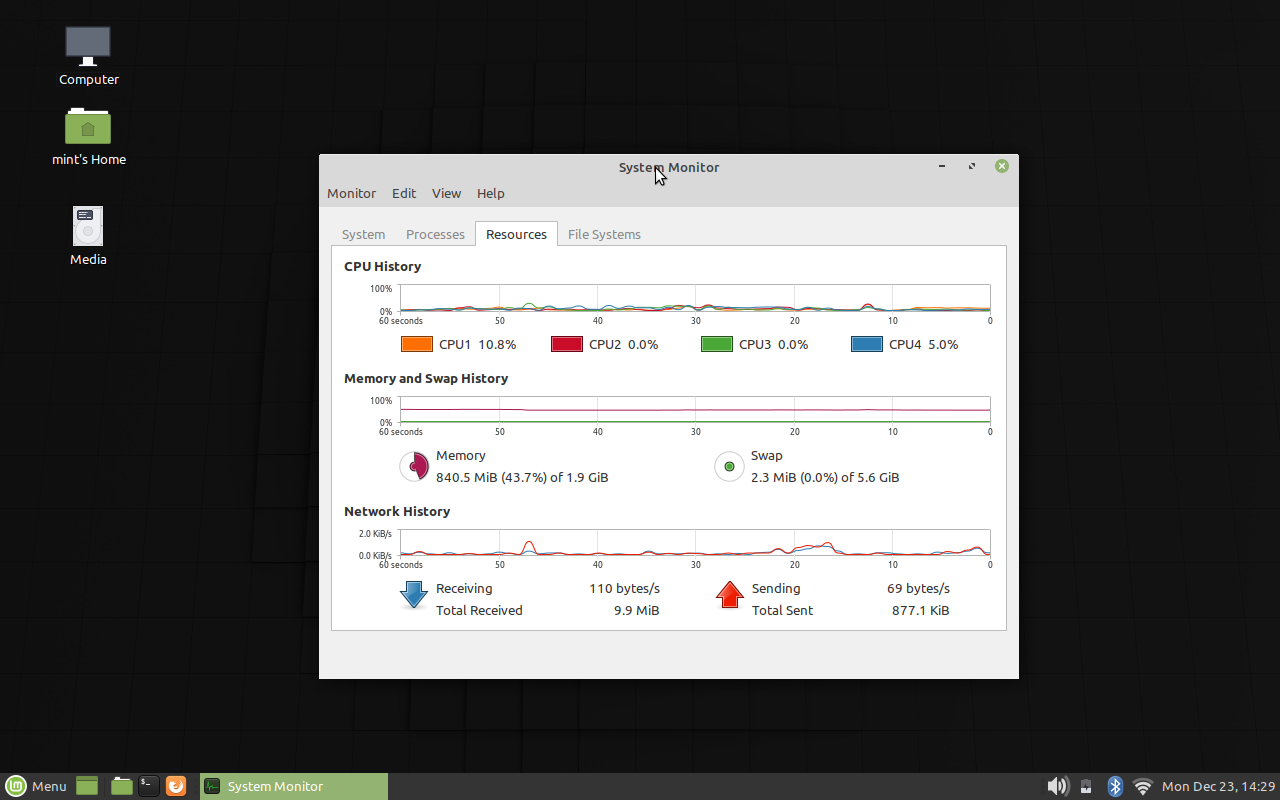 Computer
mint's Home
Media
System Monitor
Monitor Edit View Help
System Processes Resources File Systems
CPU History
100%
0%
60 seconds 50 40 30 20 10 0
CPU1 10.8% CPU2 0.0% CPU3 0.0% CPU4 5.0%
Memory and Swap History
100%
0%
60 seconds 50 40 30 20 10 0
Memory Swap
840.5 MiB (43.7%) of 1.9 GiB 2.3 MiB (0.0%) of 5.6 GiB
Network History
2.0 KiB/s
0.0 KiB/s
60 seconds 50 40 30 20 10 0
Receiving 110 bytes/s Sending 69 bytes/s
Total Received 9.9 MiB Total Sent 877.1 KiB
Menu $_ System Monitor Mon Dec 23, 14:29